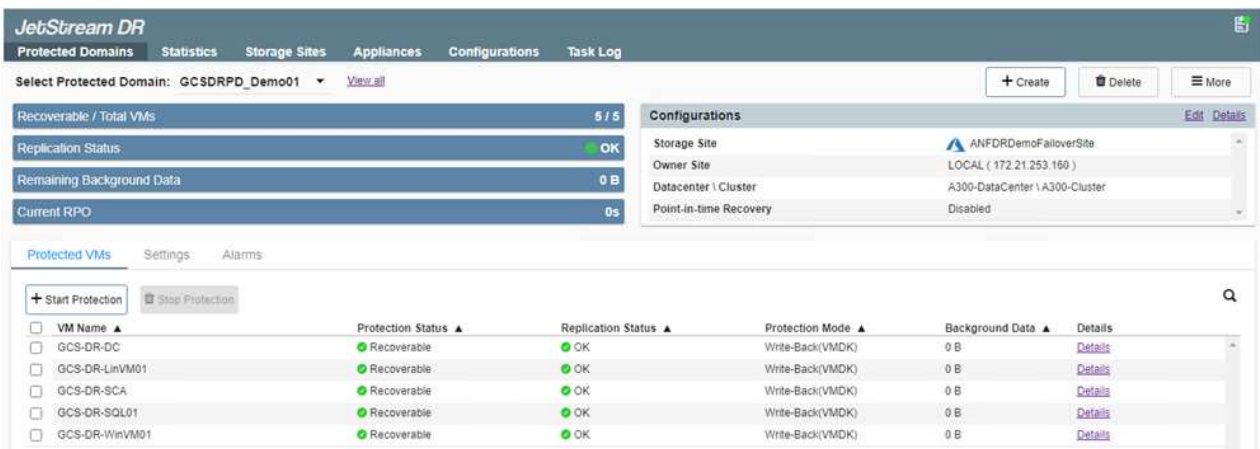 JetStream DR
Protected Domains Statistics Storage Sites Appliances Configurations Task Log
Select Protected Domain: GCSDRPD_Demo01 View all + Create Delete More
Recoverable / Total VMs 5 / 5
Replication Status OK
Remaining Background Data 0 B
Current RPO 0s
Configurations Edit Details
Storage Site ANFDRDemoFailoverSite
Owner Site LOCAL ( 172.21.253.160 )
Datacenter \ Cluster A300-DataCenter \ A300-Cluster
Point-in-time Recovery Disabled
Protected VMs Settings Alarms
+ Start Protection Stop Protection
VM Name ▲ Protection Status ▲ Replication Status ▲ Protection Mode ▲ Background Data ▲ Details
GCS-DR-DC Recoverable OK Write-Back(VMDK) 0 B Details
GCS-DR-LinVM01 Recoverable OK Write-Back(VMDK) 0 B Details
GCS-DR-SCA Recoverable OK Write-Back(VMDK) 0 B Details
GCS-DR-SQL01 Recoverable OK Write-Back(VMDK) 0 B Details
GCS-DR-WinVM01 Recoverable OK Write-Back(VMDK) 0 B Details